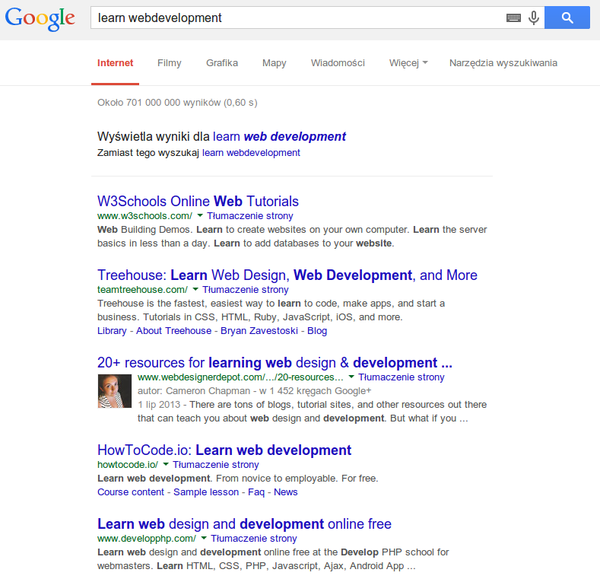 Google
learn webdevelopment
Internet Filmy Grafika Mapy Wiadomości Więcej Narzędzia wyszukiwania
Około 701 000 000 wyników (0,60 s)
Wyświetla wyniki dla learn web development
Zamiast tego wyszukaj learn webdevelopment
W3Schools Online Web Tutorials
www.w3schools.com/ Tłumaczenie strony
Web Building Demos. Learn to create websites on your own computer. Learn the server
basics in less than a day. Learn to add databases to your website.
Treehouse: Learn Web Design, Web Development, and More
teamtreehouse.com/ Tłumaczenie strony
Treehouse is the fastest, easiest way to learn to code, make apps, and start a
business. Tutorials in CSS, HTML, Ruby, JavaScript, iOS, and more.
Library - About Treehouse - Bryan Zavestoski - Blog
20+ resources for learning web design & development ...
www.webdesignerdepot.com/.../20-resources... Tłumaczenie strony
autor: Cameron Chapman - w 1 452 kręgach Google+
1 lip 2013 - There are tons of blogs, tutorial sites, and other resources out there
that can teach you about web design and development. But what if you ...
HowToCode.io: Learn web development
howtocode.io/ Tłumaczenie strony
Learn web development. From novice to employable. For free.
Course content - Sample lesson - Faq - News
Learn web design and development online free
www.developphp.com/ Tłumaczenie strony
Learn web design and development online free at the Develop PHP school for
webmasters. Learn HTML, CSS, PHP, Javascript, Ajax, Android App ...